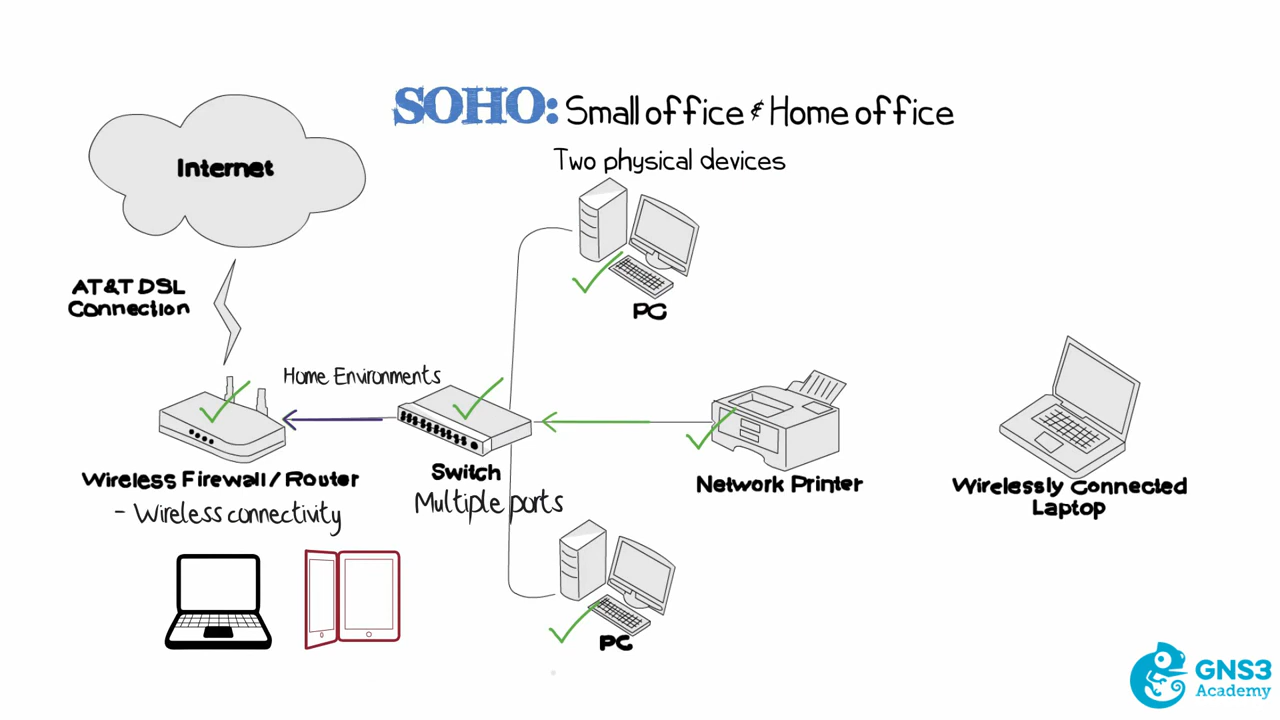 SOHO: Small office & Home office
Two physical devices
Internet
AT&T DSL
Connection
PC
Home Environments
Wireless Firewall/Router
- Wireless connectivity
Switch
Multiple ports
Network Printer
Wirelessly Connected
Laptop
PC
GNS3
Academy